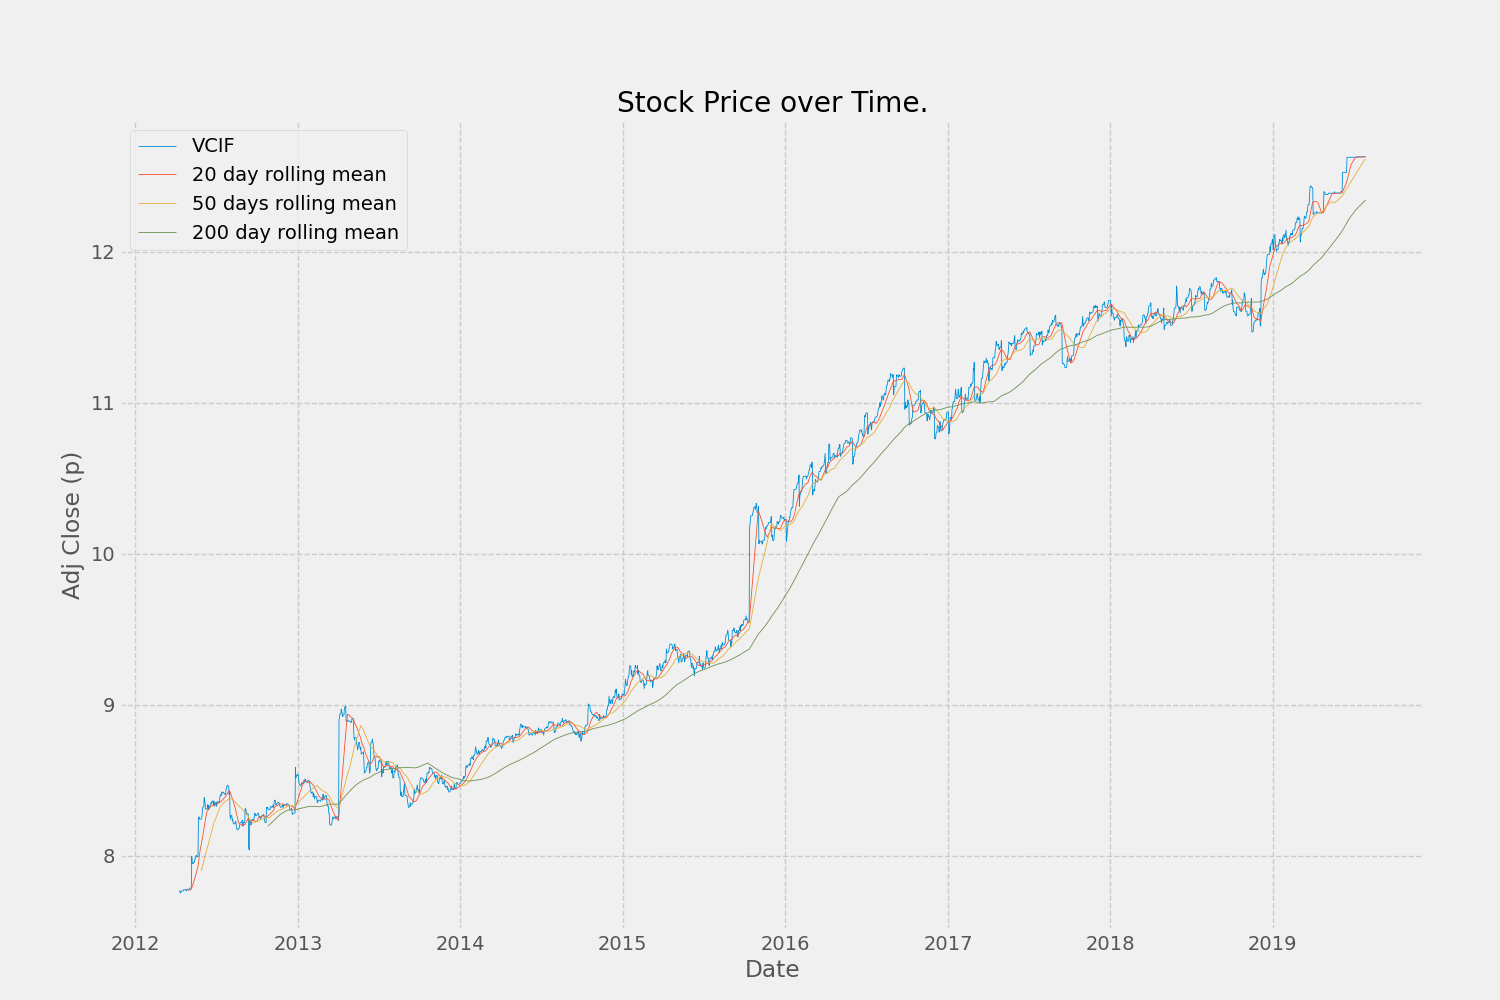 Stock Price over Time.
VCIF
20 day rolling mean
50 days rolling mean
200 day rolling mean
Adj Close (p)
12
11
10
9
8
2012 2013 2014 2015 2016 2017 2018 2019
Date